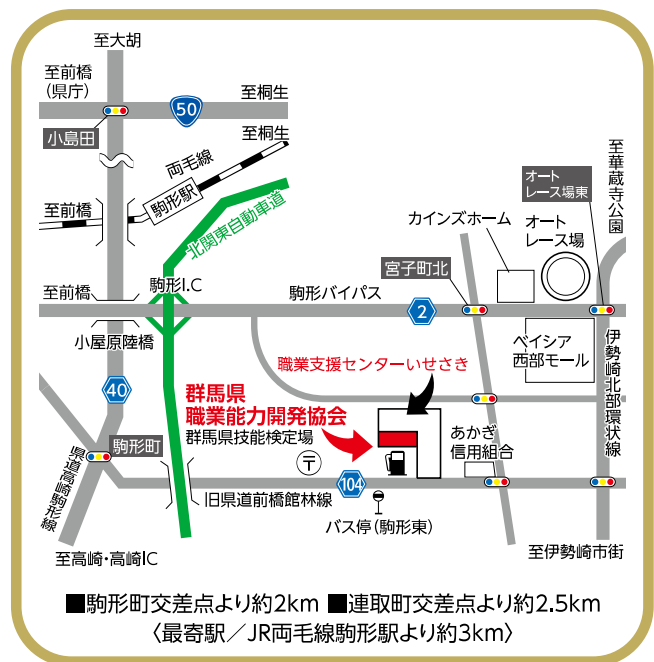 至大胡
至前橋
(県庁)
50
至桐生
小島田
至桐生
両毛線
駒形駅
至前橋
北関東自動車道
至華蔵寺公園
オート
レース場東
カインズホーム
オート
レース場
宮子町北
駒形I.C
至前橋
駒形バイパス
2
小屋原陸橋
ベイシア
西部モール
伊勢崎北部環状線
職業支援センターいせさき
40
群馬県
職業能力開発協会
群馬県技能検定場
駒形町
あかぎ
信用組合
〒
県道高崎駒形線
104
旧県道前橋館林線
バス停(駒形東)
至高崎・高崎IC
至伊勢崎市街
■駒形町交差点より約2km ■連取町交差点より約2.5km
〈最寄駅／JR両毛線駒形駅より約3km〉